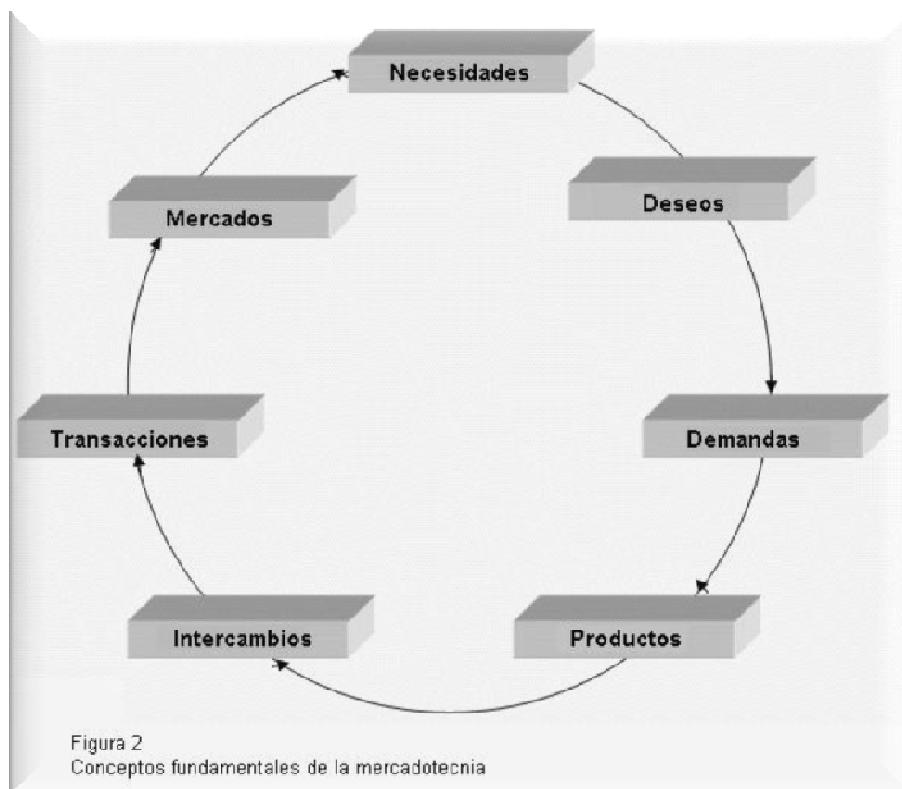 Necesidades
Deseos
Demandas
Productos
Intercambios
Transacciones
Mercados
Figura 2
Conceptos fundamentales de la mercadotecnia